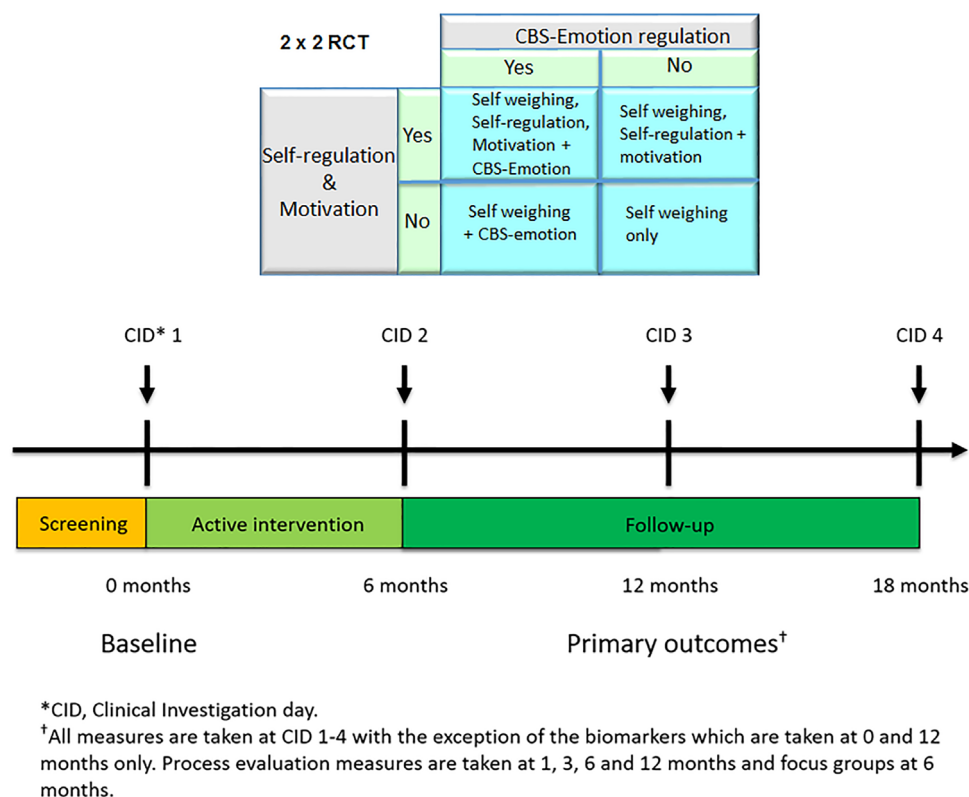 2 x 2 RCT
CBS-Emotion regulation
Yes
No
Self-regulation
&
Motivation
Yes
Self weighing,
Self-regulation,
Motivation +
CBS-Emotion
Self weighing,
Self-regulation +
motivation
No
Self weighing
+ CBS-emotion
Self weighing
only
CID* 1
CID 2
CID 3
CID 4
Screening
Active intervention
Follow-up
0 months
6 months
12 months
18 months
Baseline
Primary outcomes†
*CID, Clinical Investigation day.
†All measures are taken at CID 1-4 with the exception of the biomarkers which are taken at 0 and 12
months only. Process evaluation measures are taken at 1, 3, 6 and 12 months and focus groups at 6
months.